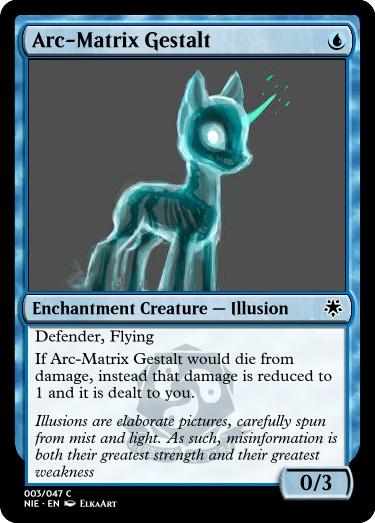 Arc-Matrix Gestalt
Enchantment Creature — Illusion
Defender, Flying
If Arc-Matrix Gestalt would die from
damage, instead that damage is reduced to
1 and it is dealt to you.
Illusions are elaborate pictures, carefully spun
from mist and light. As such, misinformation is
both their greatest strength and their greatest
weakness
0/3
003/047 C
NIE · EN ElkaArt